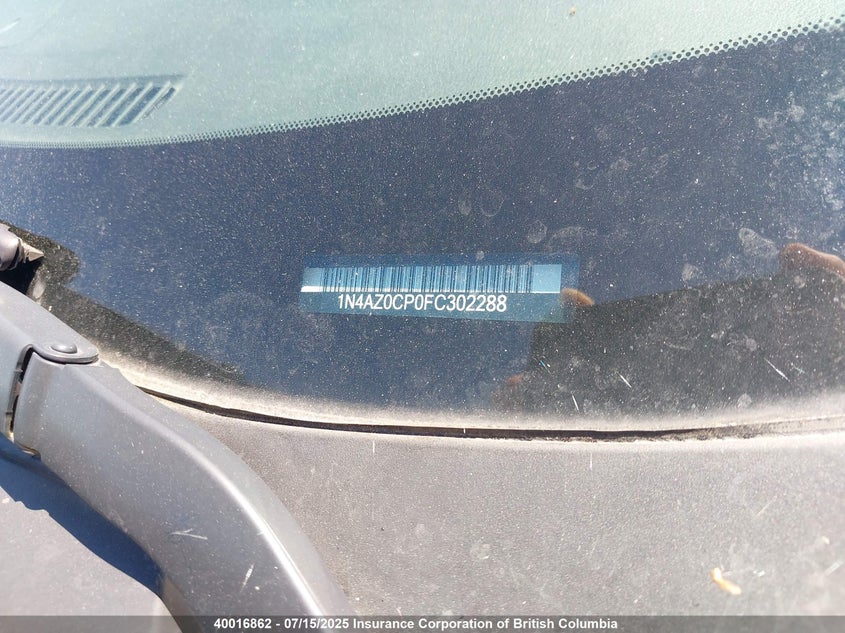 1N4AZ0CP0FC302288
40016862 - 07/15/2025 Insurance Corporation of British Columbia